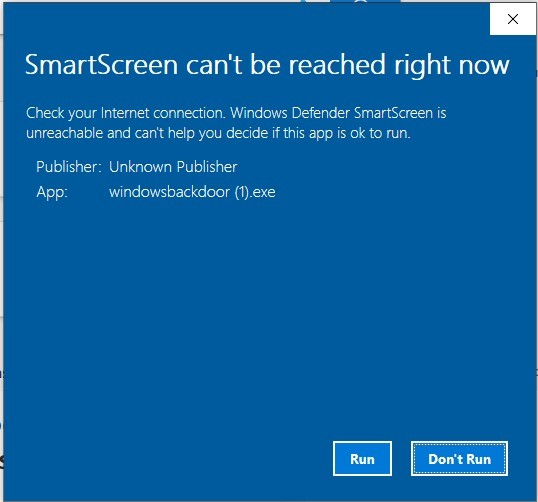 SmartScreen can't be reached right now
Check your Internet connection. Windows Defender SmartScreen is
unreachable and can't help you decide if this app is ok to run.
Publisher: Unknown Publisher
App: windowsbackdoor (1).exe
Run Don't Run